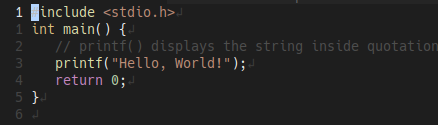 1 #include <stdio.h>
1 int main() {
2 // printf() displays the string inside quotation
3 printf("Hello, World!");
4 return 0;
5 }
6